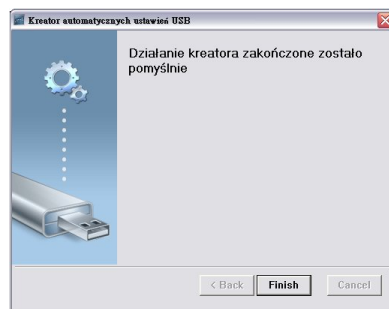 Kreator automatycznych ustawień USB
Działanie kreatora zakończone zostało
pomyślnie
< Back
Finish
Cancel